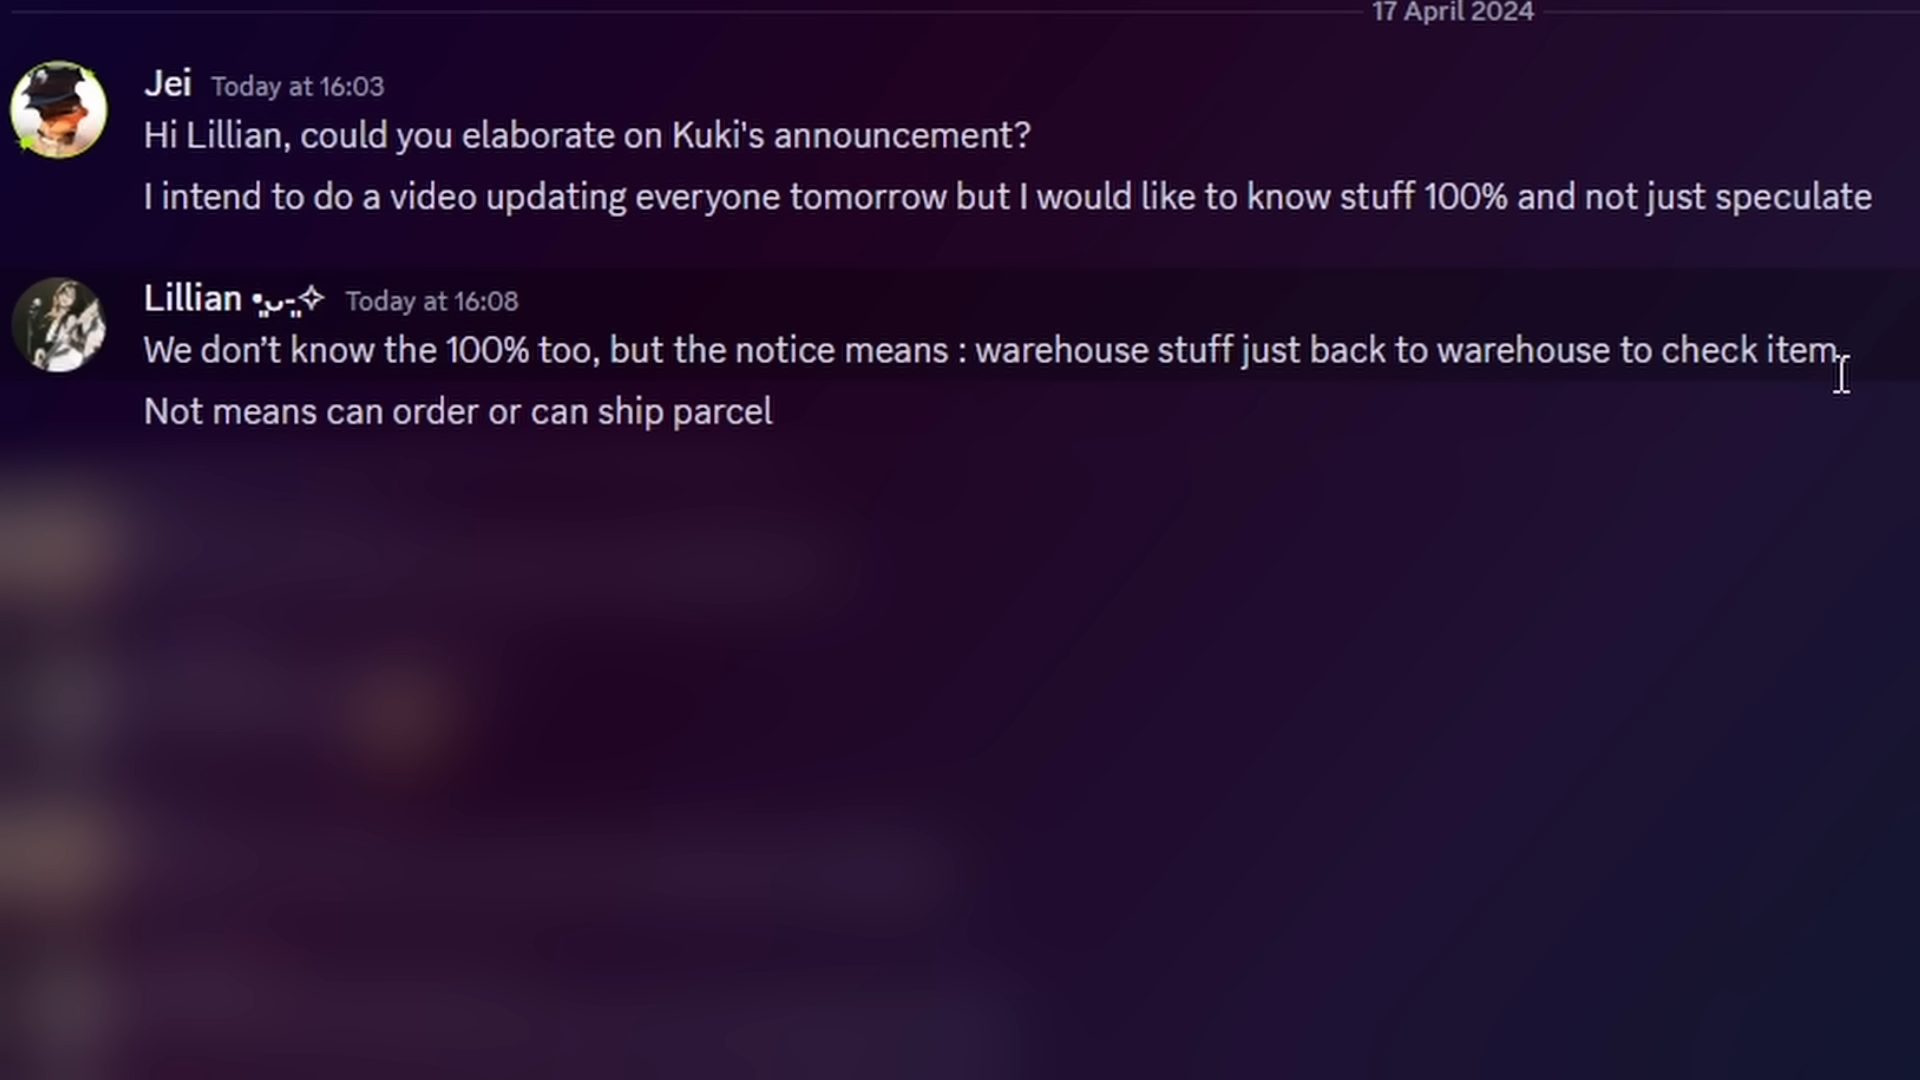 17 April 2024
Jei Today at 16:03
Hi Lillian, could you elaborate on Kuki's announcement?
I intend to do a video updating everyone tomorrow but I would like to know stuff 100% and not just speculate
Lillian •ᴗ-✧ Today at 16:08
We don’t know the 100% too, but the notice means : warehouse stuff just back to warehouse to check item,
Not means can order or can ship parcel